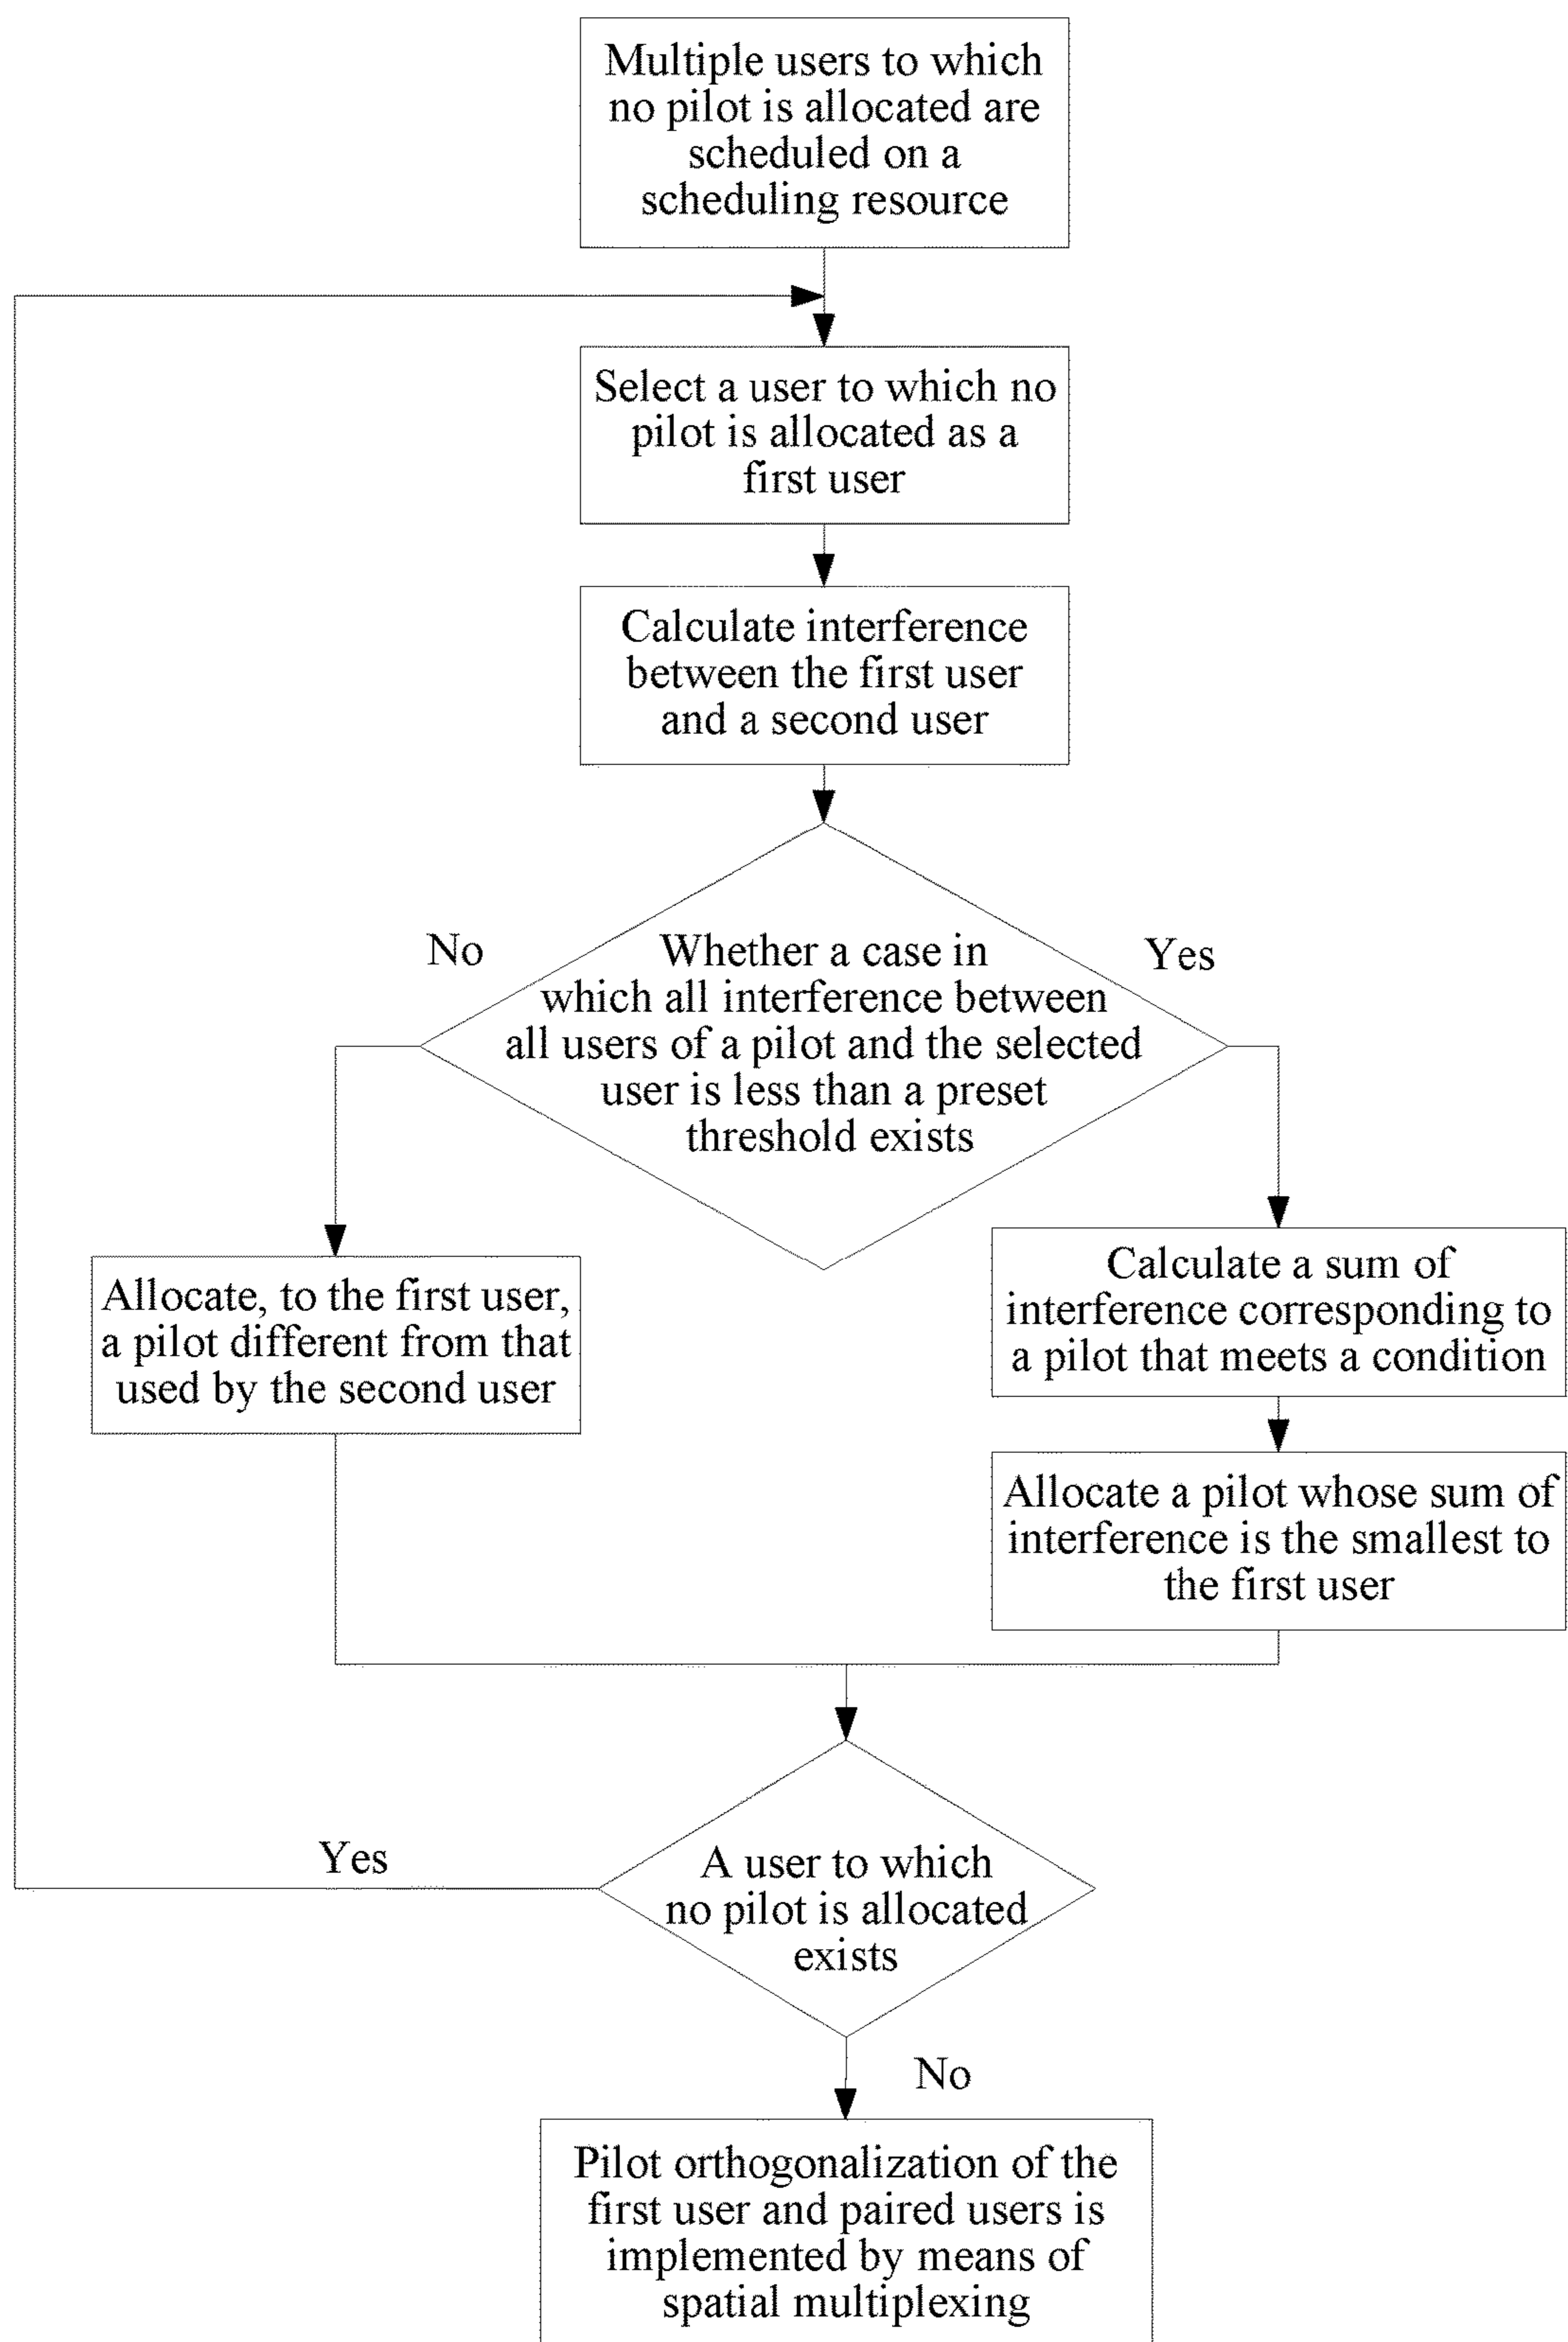 Multiple users to which
no pilot is allocated are
scheduled on a
scheduling resource
Select a user to which no
pilot is allocated as a
first user
Calculate interference
between the first user
and a second user
No
Yes
Whether a case in
which all interference between
all users of a pilot and the selected
user is less than a preset
threshold exists
Allocate, to the first user,
a pilot different from that
used by the second user
Calculate a sum of
interference corresponding to
a pilot that meets a condition
Allocate a pilot whose sum of
interference is the smallest to
the first user
Yes
A user to which
no pilot is allocated
exists
No
Pilot orthogonalization of the
first user and paired users is
implemented by means of
spatial multiplexing